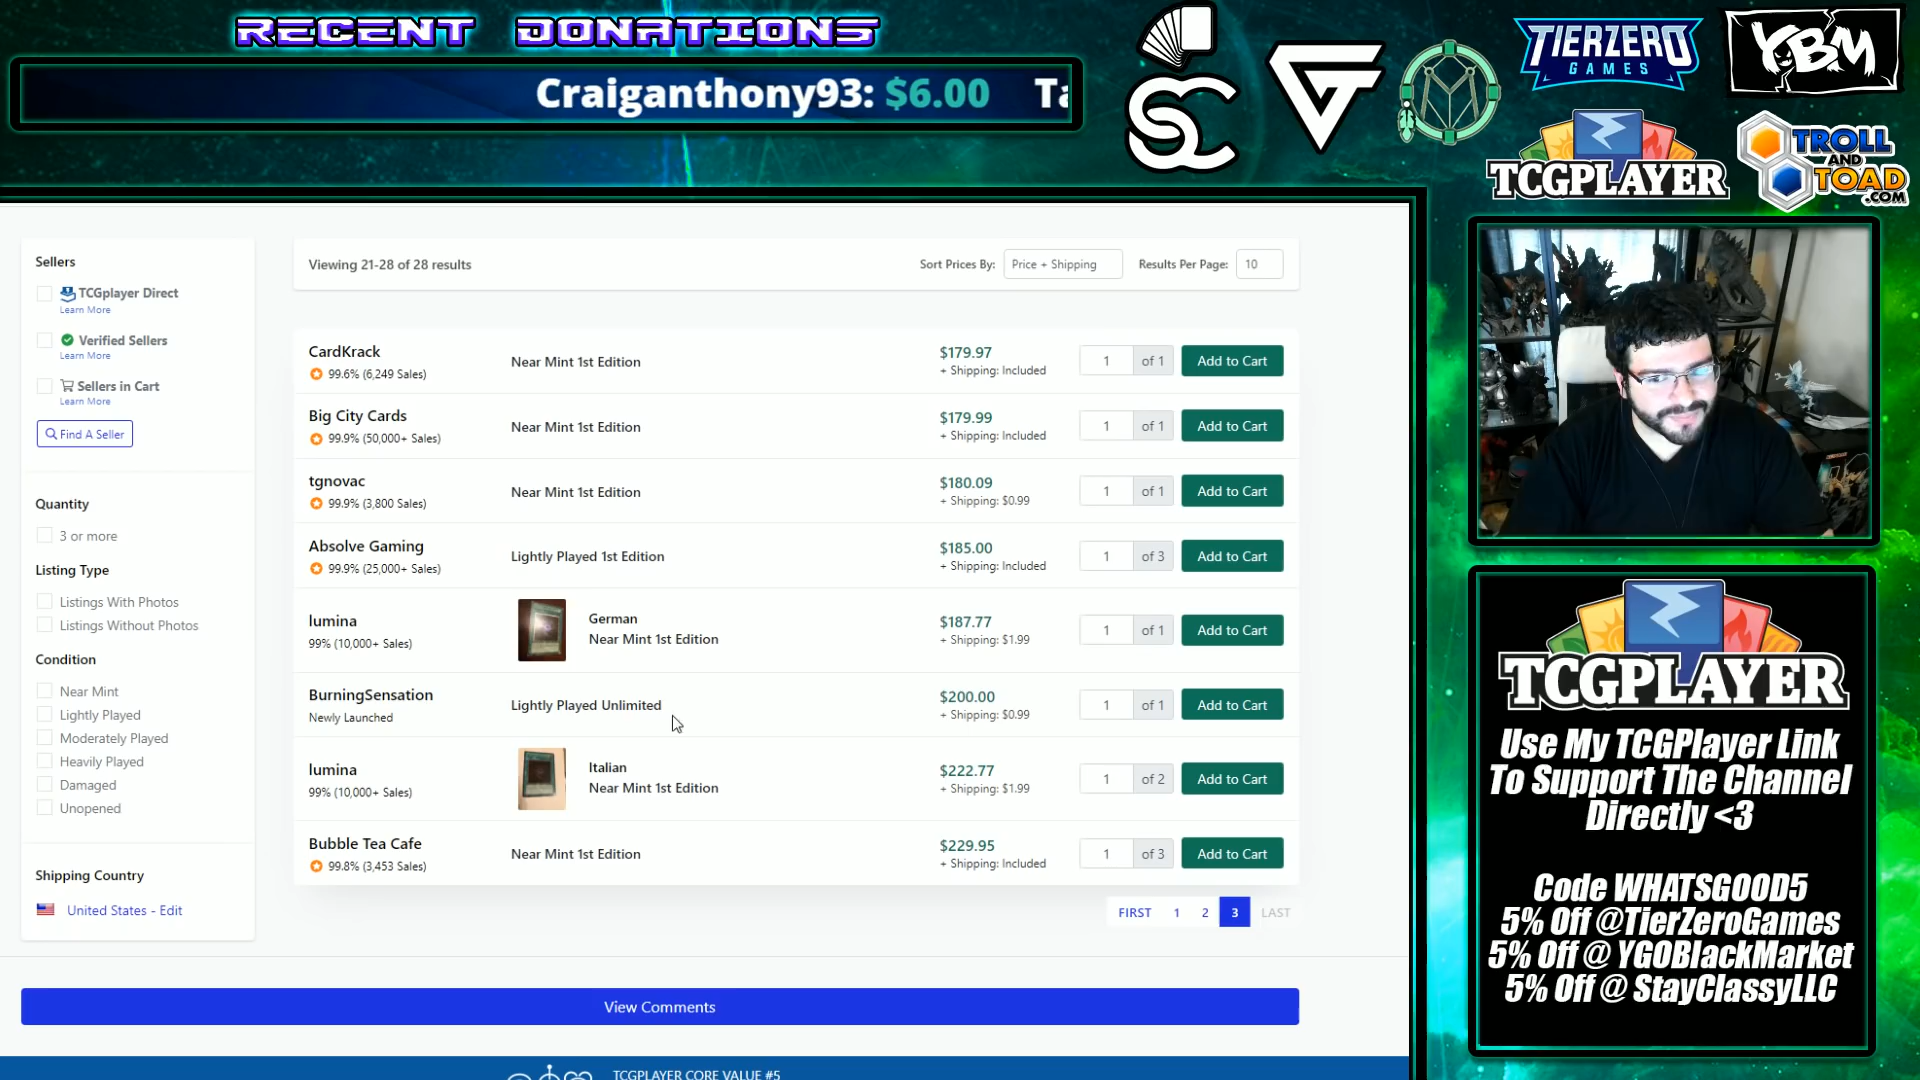 RECENT DONATIONS
Craiganthony93: $6.00
SC
TIERZERO
GAMES
YBM
TCGPLAYER
TROLL
AND
TOAD
.COM
Sellers
TCGplayer Direct
Learn More
Verified Sellers
Learn More
Sellers in Cart
Learn More
Find A Seller
Quantity
3 or more
Listing Type
Listings With Photos
Listings Without Photos
Condition
Near Mint
Lightly Played
Moderately Played
Heavily Played
Damaged
Unopened
Shipping Country
United States - Edit
Viewing 21-28 of 28 results
Sort Prices By: Price + Shipping Results Per Page: 10
CardKrack
99.6% (6,249 Sales)
Near Mint 1st Edition
$179.97
+ Shipping: Included
1 of 1 Add to Cart
Big City Cards
99.9% (50,000+ Sales)
Near Mint 1st Edition
$179.99
+ Shipping: Included
1 of 1 Add to Cart
tgnovac
99.9% (3,800 Sales)
Near Mint 1st Edition
$180.09
+ Shipping: $0.99
1 of 1 Add to Cart
Absolve Gaming
99.9% (25,000+ Sales)
Lightly Played 1st Edition
$185.00
+ Shipping: Included
1 of 3 Add to Cart
lumina
99% (10,000+ Sales)
German
Near Mint 1st Edition
$187.77
+ Shipping: $1.99
1 of 1 Add to Cart
BurningSensation
Newly Launched
Lightly Played Unlimited
$200.00
+ Shipping: $0.99
1 of 1 Add to Cart
lumina
99% (10,000+ Sales)
Italian
Near Mint 1st Edition
$222.77
+ Shipping: $1.99
1 of 2 Add to Cart
Bubble Tea Cafe
99.8% (3,453 Sales)
Near Mint 1st Edition
$229.95
+ Shipping: Included
1 of 3 Add to Cart
FIRST 1 2 3 LAST
View Comments
TCGPLAYER CORE VALUE #5
TCGPLAYER
Use My TCGPlayer Link
To Support The Channel
Directly <3
Code WHATSGOOD5
5% Off @TierZeroGames
5% Off @ YGOBlackMarket
5% Off @ StayClassyLLC